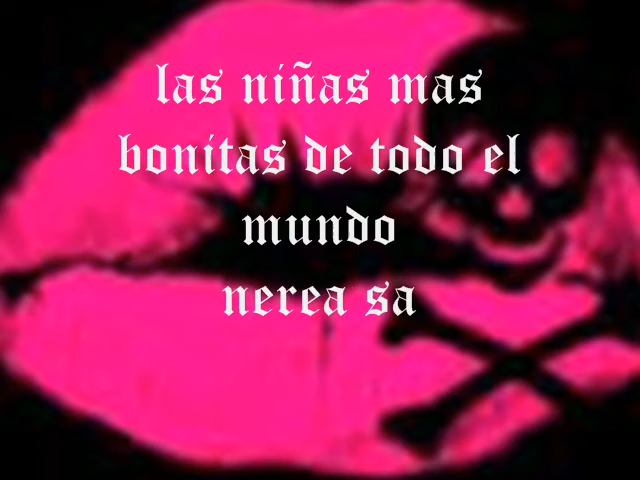 las niñas mas
bonitas de todo el
mundo
nerea sa